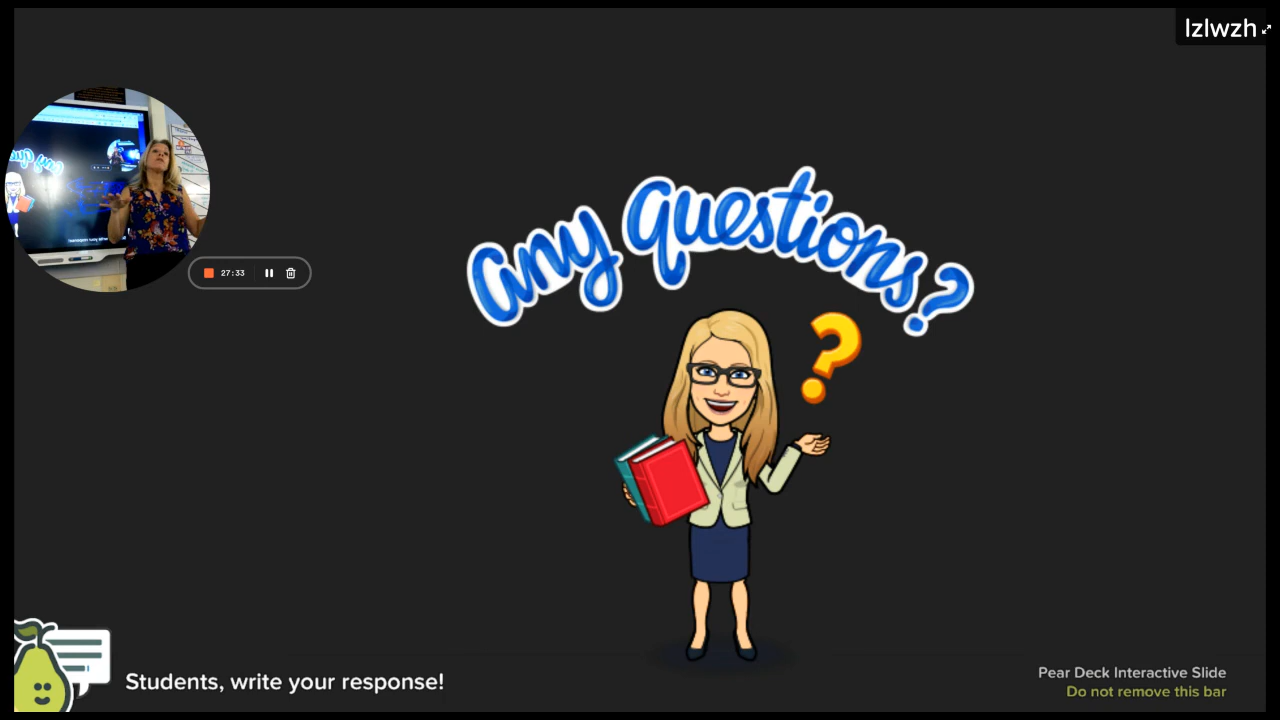 lzlwzh
any questions?
27:33
?
Students, write your response!
Pear Deck Interactive Slide
Do not remove this bar